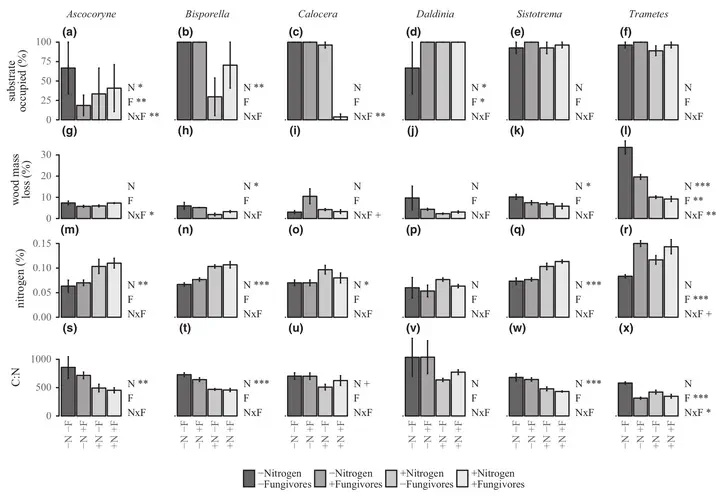 Ascocoryne Bisporella Calocera Daldinia Sistotrema Trametes
(a) (b) (c) (d) (e) (f)
substrate
occupied (%)
100
75
50
25
0
N * N ** N N * N N
F ** F F F * F F
NxF ** NxF NxF ** NxF NxF NxF
(g) (h) (i) (j) (k) (l)
wood mass
loss (%)
30
20
10
0
N N * N N N * N ***
F F F F F F **
NxF * NxF NxF + NxF NxF NxF **
(m) (n) (o) (p) (q) (r)
nitrogen (%)
0.15
0.10
0.05
0.00
N ** N *** N * N N *** N
F F F F F F ***
NxF NxF NxF NxF NxF NxF +
(s) (t) (u) (v) (w) (x)
C:N
1000
500
0
N ** N *** N + N N *** N
F F F F F F ***
NxF NxF NxF NxF NxF NxF *
−N −F −N +F +N −F +N +F −N −F −N +F +N −F +N +F −N −F −N +F +N −F +N +F −N −F −N +F +N −F +N +F −N −F −N +F +N −F +N +F −N −F −N +F +N −F +N +F
−Nitrogen −Nitrogen +Nitrogen +Nitrogen
−Fungivores +Fungivores −Fungivores +Fungivores